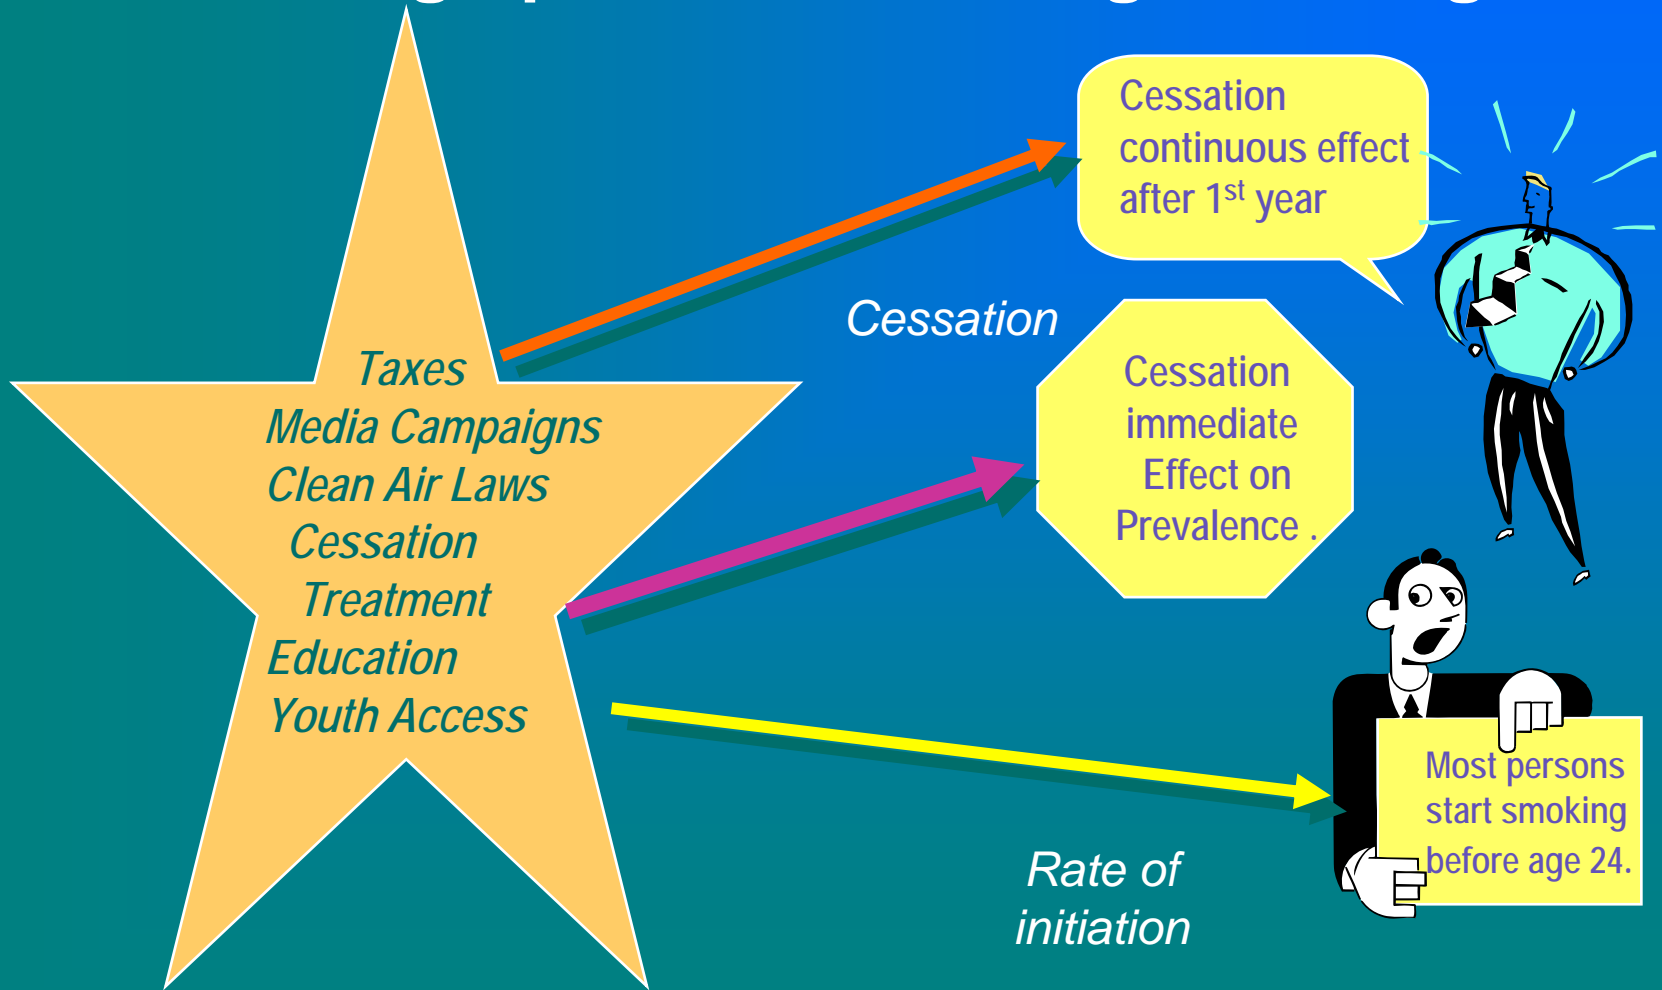 Taxes
Media Campaigns
Clean Air Laws
Cessation
Treatment
Education
Youth Access
Cessation
continuous effect
after 1st year
Cessation
Cessation
immediate
Effect on
Prevalence .
Most persons
start smoking
before age 24.
Rate of
initiation